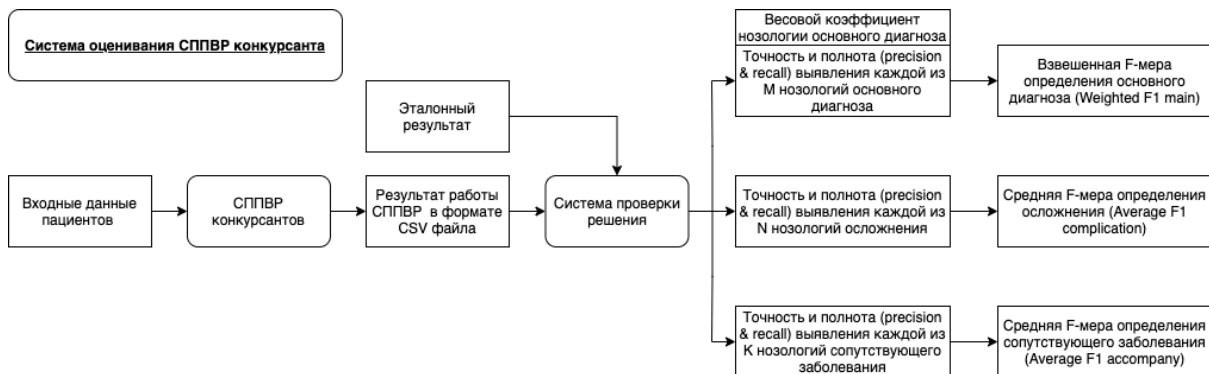 Система оценивания СППВР конкурсанта
Эталонный
результат
Входные данные
пациентов
СППВР
конкурсантов
Результат работы
СППВР в формате
CSV файла
Система проверки
решения
Весовой коэффициент
нозологии основного диагноза
Точность и полнота (precision
& recall) выявления каждой из
M нозологий основного
диагноза
Взвешенная F-мера
определения основного
диагноза (Weighted F1 main)
Точность и полнота (precision
& recall) выявления каждой из
N нозологий осложнения
Средняя F-мера определения
осложнения (Average F1
complication)
Точность и полнота (precision
& recall) выявления каждой из
K нозологий сопутствующего
заболевания
Средняя F-мера определения
сопутствующего заболевания
(Average F1 accompany)